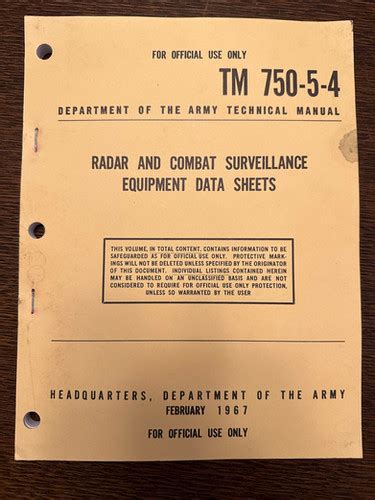 FOR OFFICIAL USE ONLY
TM 750-5-4
DEPARTMENT OF THE ARMY TECHNICAL MANUAL
RADAR AND COMBAT SURVEILLANCE
EQUIPMENT DATA SHEETS
THIS VOLUME, IN TOTAL CONTENT, CONTAINS INFORMATION TO BE
SAFEGUARDED AS FOR OFFICIAL USE ONLY. PROTECTIVE MARK-
INGS WILL NOT BE DELETED UNLESS SPECIFIED BY THE ORIGINATOR
OF THIS DOCUMENT. INDIVIDUAL LISTINGS CONTAINED HEREIN
MAY BE HANDLED ON AN UNCLASSIFIED BASIS AND ARE NOT
CONSIDERED TO REQUIRE FOR OFFICIAL USE ONLY PROTECTION,
UNLESS SO WARRANTED BY THE USER
HEADQUARTERS, DEPARTMENT OF THE ARMY
FEBRUARY 1967
FOR OFFICIAL USE ONLY